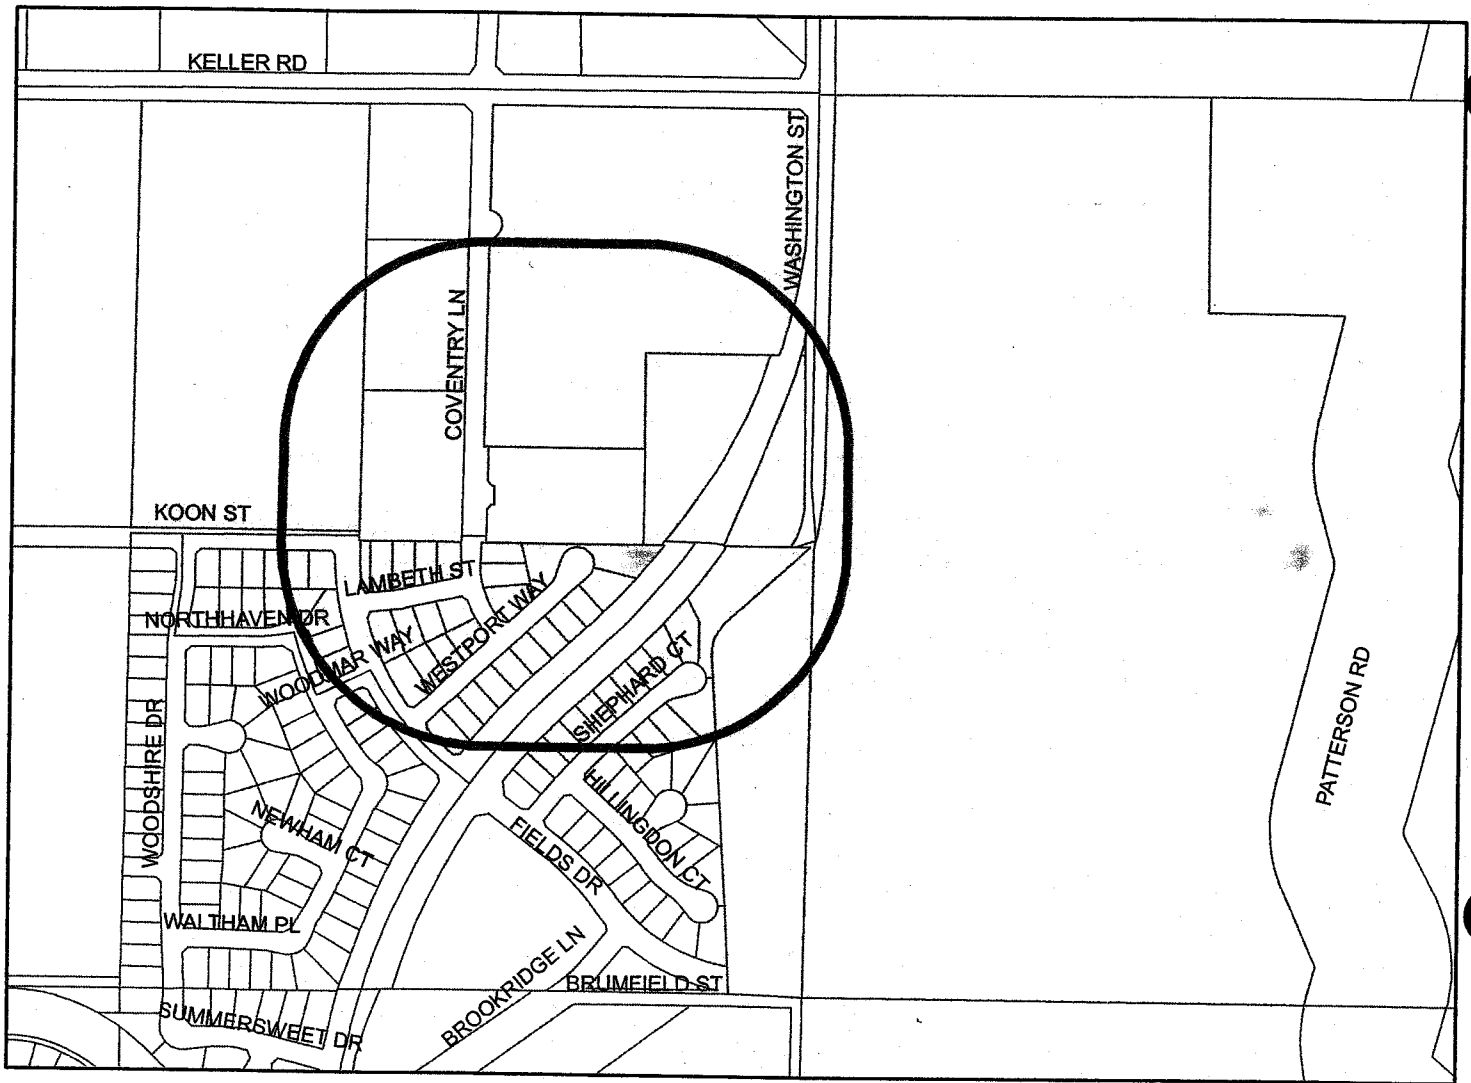 KELLER RD
WASHINGTON ST
COVENTRY LN
KOON ST
LAMBETH ST
NORTHHAVEN DR
WESTPORT WAY
WOODMAR WAY
SHEPHARD CT
WOODSHIRE DR
PATTERSON RD
HILLINGDON CT
NEWHAM CT
FIELDS DR
WALTHAM PL
BROOKRIDGE LN
BRUMFIELD ST
SUMMERSWEET DR